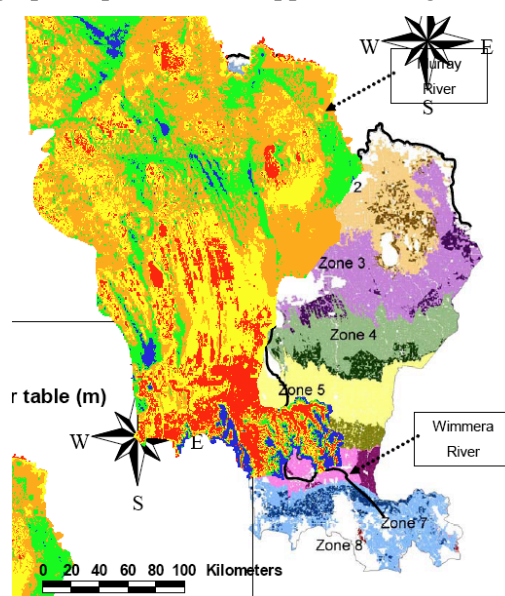 W E
Murray
River
S
2
Zone 3
Zone 4
Zone 5
r table (m)
W E
S
Wimmera
River
Zone 7
Zone 8
0 20 40 60 80 100 Kilometers